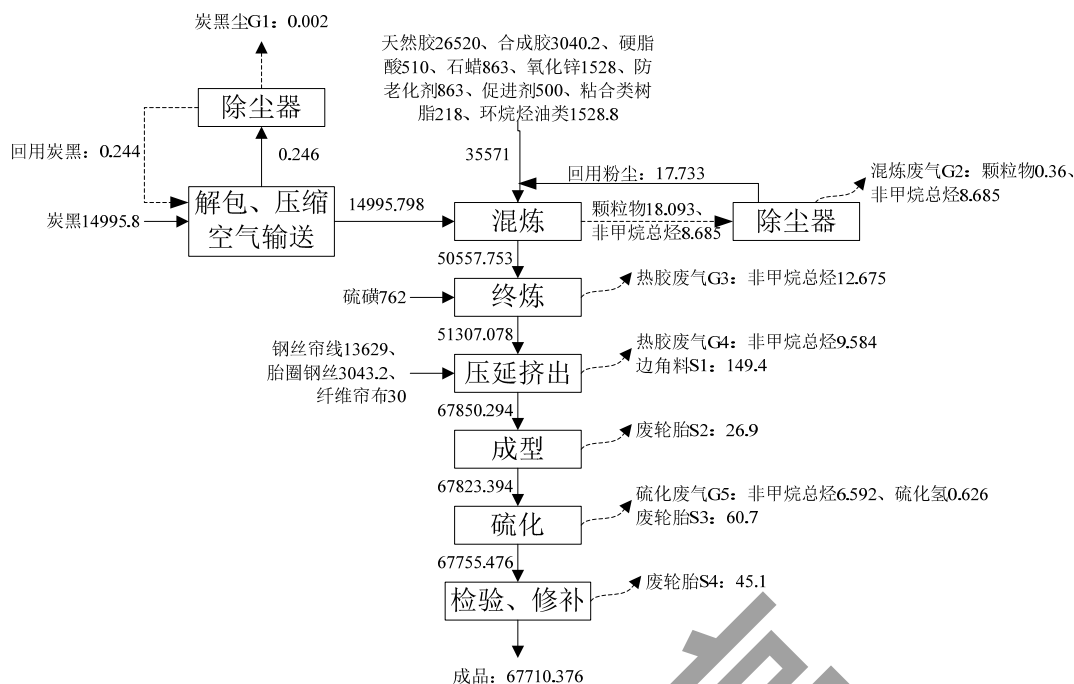 炭黑尘G1：0.002
天然胶26520、合成胶3040.2、硬脂
酸510、石蜡863、氧化锌1528、防
老化剂863、促进剂500、粘合类树
脂218、环烷烃油类1528.8
除尘器
回用炭黑：0.244
0.246
35571
回用粉尘：17.733
混炼废气G2：颗粒物0.36、
非甲烷总烃8.685
炭黑14995.8
解包、压缩
空气输送
14995.798
混炼
颗粒物18.093、
非甲烷总烃8.685
除尘器
50557.753
硫磺762
终炼
热胶废气G3：非甲烷总烃12.675
51307.078
钢丝帘线13629、
胎圈钢丝3043.2、
纤维帘布30
压延挤出
热胶废气G4：非甲烷总烃9.584
边角料S1：149.4
67850.294
成型
废轮胎S2：26.9
67823.394
硫化
硫化废气G5：非甲烷总烃6.592、硫化氢0.626
废轮胎S3：60.7
67755.476
检验、修补
废轮胎S4：45.1
成品：67710.376